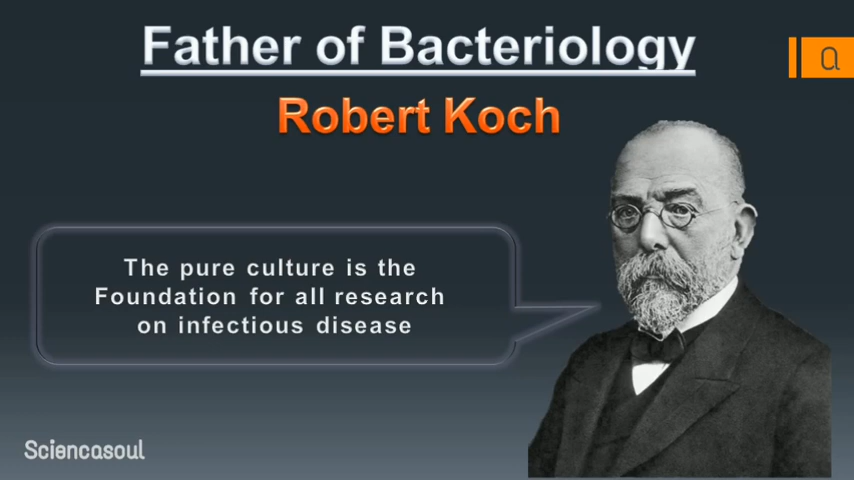 Father of Bacteriology
a
Robert Koch
The pure culture is the
Foundation for all research
on infectious disease
Sciencasoul